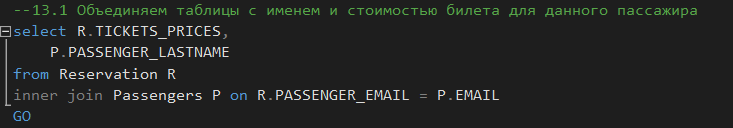 --13.1 Объединяем таблицы с именем и стоимостью билета для данного пассажира
select R.TICKETS_PRICES,
P.PASSENGER_LASTNAME
from Reservation R
inner join Passengers P on R.PASSENGER_EMAIL = P.EMAIL
GO